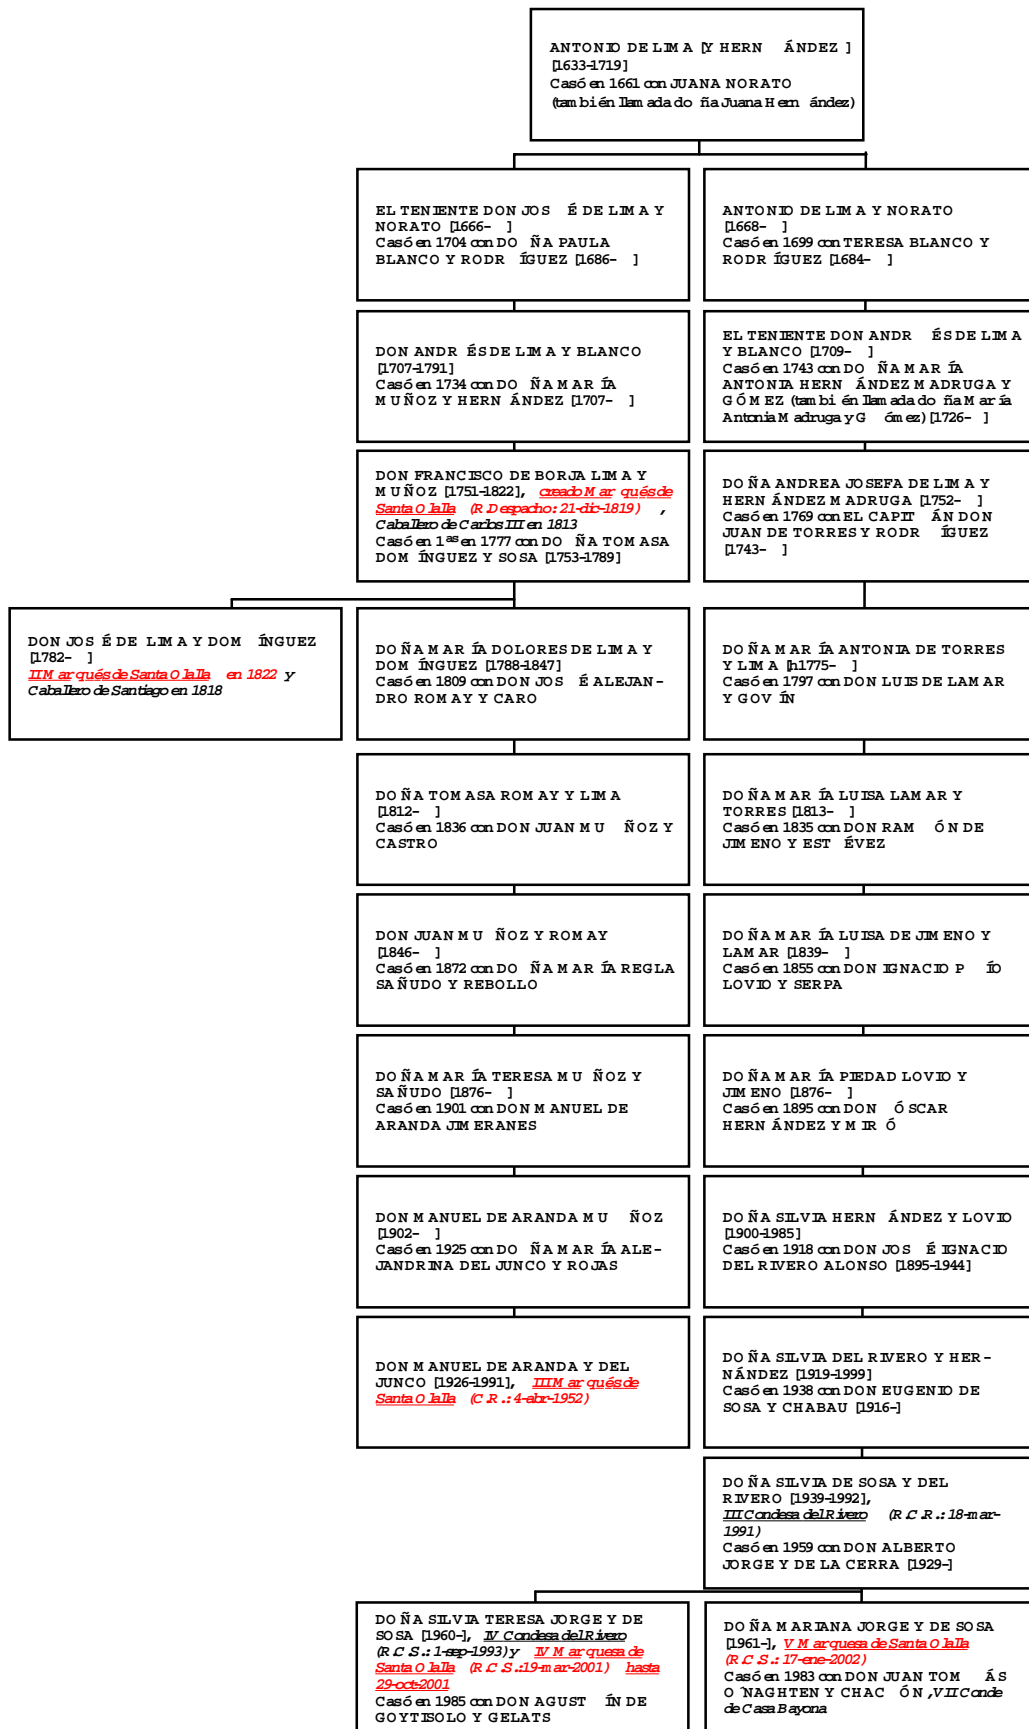 ANTONIO DE LIMA [Y HERNÁNDEZ]
[1633-1719]
Casó en 1661 con JUANA NORATO
(también llamada doña Juana Hernández)
EL TENIENTE DON JOSÉ DE LIMA Y
NORATO [1666- ]
Casó en 1704 con DOÑA PAULA
BLANCO Y RODRÍGUEZ [1686- ]
ANTONIO DE LIMA Y NORATO
[1668- ]
Casó en 1699 con TERESA BLANCO Y
RODRÍGUEZ [1684- ]
DON ANDRÉS DE LIMA Y BLANCO
[1707-1791]
Casó en 1734 con DOÑA MARÍA
MUÑOZ Y HERNÁNDEZ [1707- ]
EL TENIENTE DON ANDRÉS DE LIMA
Y BLANCO [1709- ]
Casó en 1743 con DOÑA MARÍA
ANTONIA HERNÁNDEZ MADRUGA Y
GÓMEZ (también llamada doña María
Antonia Madruga y Gómez) [1726- ]
DON FRANCISCO DE BORJA LIMA Y
MUÑOZ [1751-1822], creado Marqués de
Santa Olalla (R.Despacho: 21-dic-1819) ,
Caballero de Carlos III en 1813
Casó en 1ªs en 1777 con DOÑA TOMASA
DOMÍNGUEZ Y SOSA [1753-1789]
DOÑA ANDREA JOSEFA DE LIMA Y
HERNÁNDEZ MADRUGA [1752- ]
Casó en 1769 con EL CAPITÁN DON
JUAN DE TORRES Y RODRÍGUEZ
[1743- ]
DON JOSÉ DE LIMA Y DOMÍNGUEZ
[1782- ]
II Marqués de Santa Olalla en 1822 y
Caballero de Santiago en 1818
DOÑA MARÍA DOLORES DE LIMA Y
DOMÍNGUEZ [1788-1847]
Casó en 1809 con DON JOSÉ ALEJAN-
DRO ROMAY Y CARO
DOÑA MARÍA ANTONIA DE TORRES
Y LIMA [h1775- ]
Casó en 1797 con DON LUIS DE LAMAR
Y GOVÍN
DOÑA TOMASA ROMAY Y LIMA
[1812- ]
Casó en 1836 con DON JUAN MUÑOZ Y
CASTRO
DOÑA MARÍA LUISA LAMAR Y
TORRES [1813- ]
Casó en 1835 con DON RAMÓN DE
JIMENO Y ESTÉVEZ
DON JUAN MUÑOZ Y ROMAY
[1846- ]
Casó en 1872 con DOÑA MARÍA REGLA
SAÑUDO Y REBOLLO
DOÑA MARÍA LUISA DE JIMENO Y
LAMAR [1839- ]
Casó en 1855 con DON IGNACIO PÍO
LOVIO Y SERPA
DOÑA MARÍA TERESA MUÑOZ Y
SAÑUDO [1876- ]
Casó en 1901 con DON MANUEL DE
ARANDA JIMERANES
DOÑA MARÍA PIEDAD LOVIO Y
JIMENO [1876- ]
Casó en 1895 con DON ÓSCAR
HERNÁNDEZ Y MIRÓ
DON MANUEL DE ARANDA MUÑOZ
[1902- ]
Casó en 1925 con DOÑA MARÍA ALE-
JANDRINA DEL JUNCO Y ROJAS
DOÑA SILVIA HERNÁNDEZ Y LOVIO
[1900-1985]
Casó en 1918 con DON JOSÉ IGNACIO
DEL RIVERO ALONSO [1895-1944]
DON MANUEL DE ARANDA Y DEL
JUNCO [1926-1991], III Marqués de
Santa Olalla (C.R.: 4-abr-1952)
DOÑA SILVIA DEL RIVERO Y HER-
NÁNDEZ [1919-1999]
Casó en 1938 con DON EUGENIO DE
SOSA Y CHABAU [1916-]
DOÑA SILVIA DE SOSA Y DEL
RIVERO [1939-1992],
III Condesa del Rivero (R.C.R.: 18-mar-
1991)
Casó en 1959 con DON ALBERTO
JORGE Y DE LA CERRA [1929-]
DOÑA SILVIA TERESA JORGE Y DE
SOSA [1960-], IV Condesa del Rivero
(R.C.S.: 1-sep-1993) y IV Marquesa de
Santa Olalla (R.C.S.:19-mar-2001) hasta
29-oct-2001
Casó en 1985 con DON AGUSTÍN DE
GOYTISOLO Y GELATS
DOÑA MARIANA JORGE Y DE SOSA
[1961-], V Marquesa de Santa Olalla
(R.C.S.: 17-ene-2002)
Casó en 1983 con DON JUAN TOMÁS
O´NAGHTEN Y CHACÓN, VII Conde
de Casa Bayona